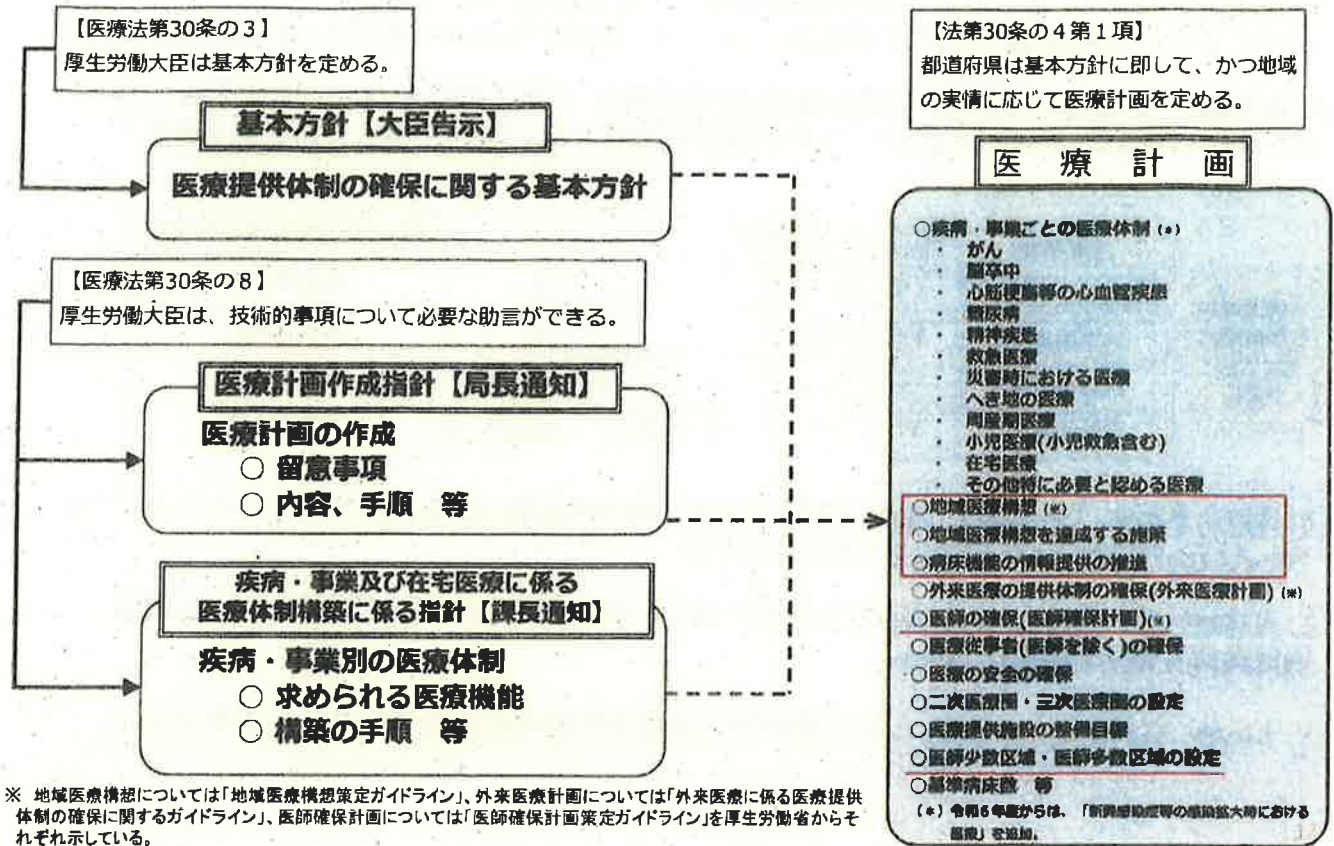 【医療法第30条の3】
厚生労働大臣は基本方針を定める。
基本方針【大臣告示】
医療提供体制の確保に関する基本方針
【医療法第30条の8】
厚生労働大臣は、技術的事項について必要な助言ができる。
医療計画作成指針【局長通知】
医療計画の作成
○ 留意事項
○ 内容、手順 等
疾病・事業及び在宅医療に係る
医療体制構築に係る指針【課長通知】
疾病・事業別の医療体制
○ 求められる医療機能
○ 構築の手順 等
※ 地域医療構想については「地域医療構想策定ガイドライン」、外来医療計画については「外来医療に係る医療提供
体制の確保に関するガイドライン」、医師確保計画については「医師確保計画策定ガイドライン」を厚生労働省からそ
れぞれ示している。
【法第30条の4第1項】
都道府県は基本方針に即して、かつ地域
の実情に応じて医療計画を定める。
医 療 計 画
○疾病・事業ごとの医療体制(*)
・ がん
・ 脳卒中
・ 心筋梗塞等の心血管疾患
・ 糖尿病
・ 精神疾患
・ 救急医療
・ 災害時における医療
・ へき地の医療
・ 周産期医療
・ 小児医療(小児救急含む)
・ 在宅医療
・ その他特に必要と認める医療
○地域医療構想(※)
○地域医療構想を達成する施策
○病床機能の情報提供の推進
○外来医療の提供体制の確保(外来医療計画)(※)
○医師の確保(医師確保計画)(※)
○医療従事者(医師を除く)の確保
○医療の安全の確保
○二次医療圏・三次医療圏の設定
○医療提供施設の整備目標
○医師少数区域・医師多数区域の設定
○基準病床数 等
(*) 令和6年度からは、「新興感染症等の感染拡大時における
医療」を追加。